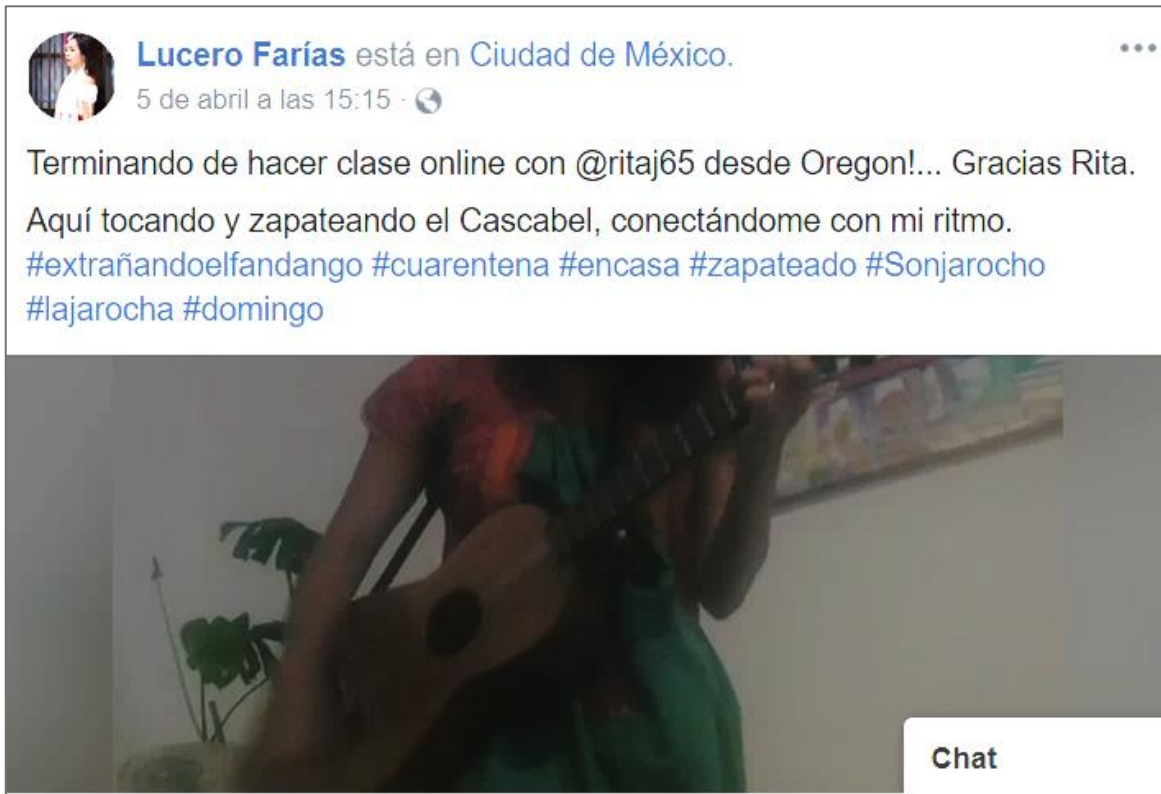 Lucero Farías está en Ciudad de México.
5 de abril a las 15:15 ·
Terminando de hacer clase online con @ritaj65 desde Oregon!... Gracias Rita.
Aquí tocando y zapateando el Cascabel, conectándome con mi ritmo.
#extrañandoelfandango #cuarentena #encasa #zapateado #Sonjarocho
#lajarocha #domingo
Chat